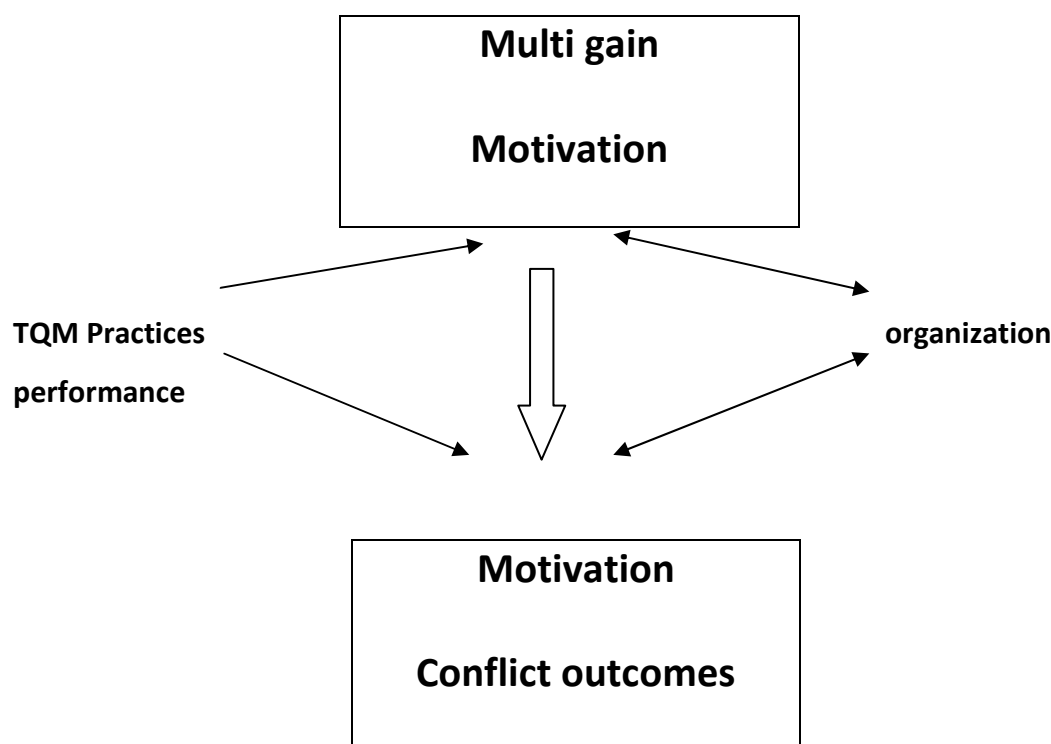 Multi gain
Motivation
TQM Practices
performance
organization
Motivation
Conflict outcomes